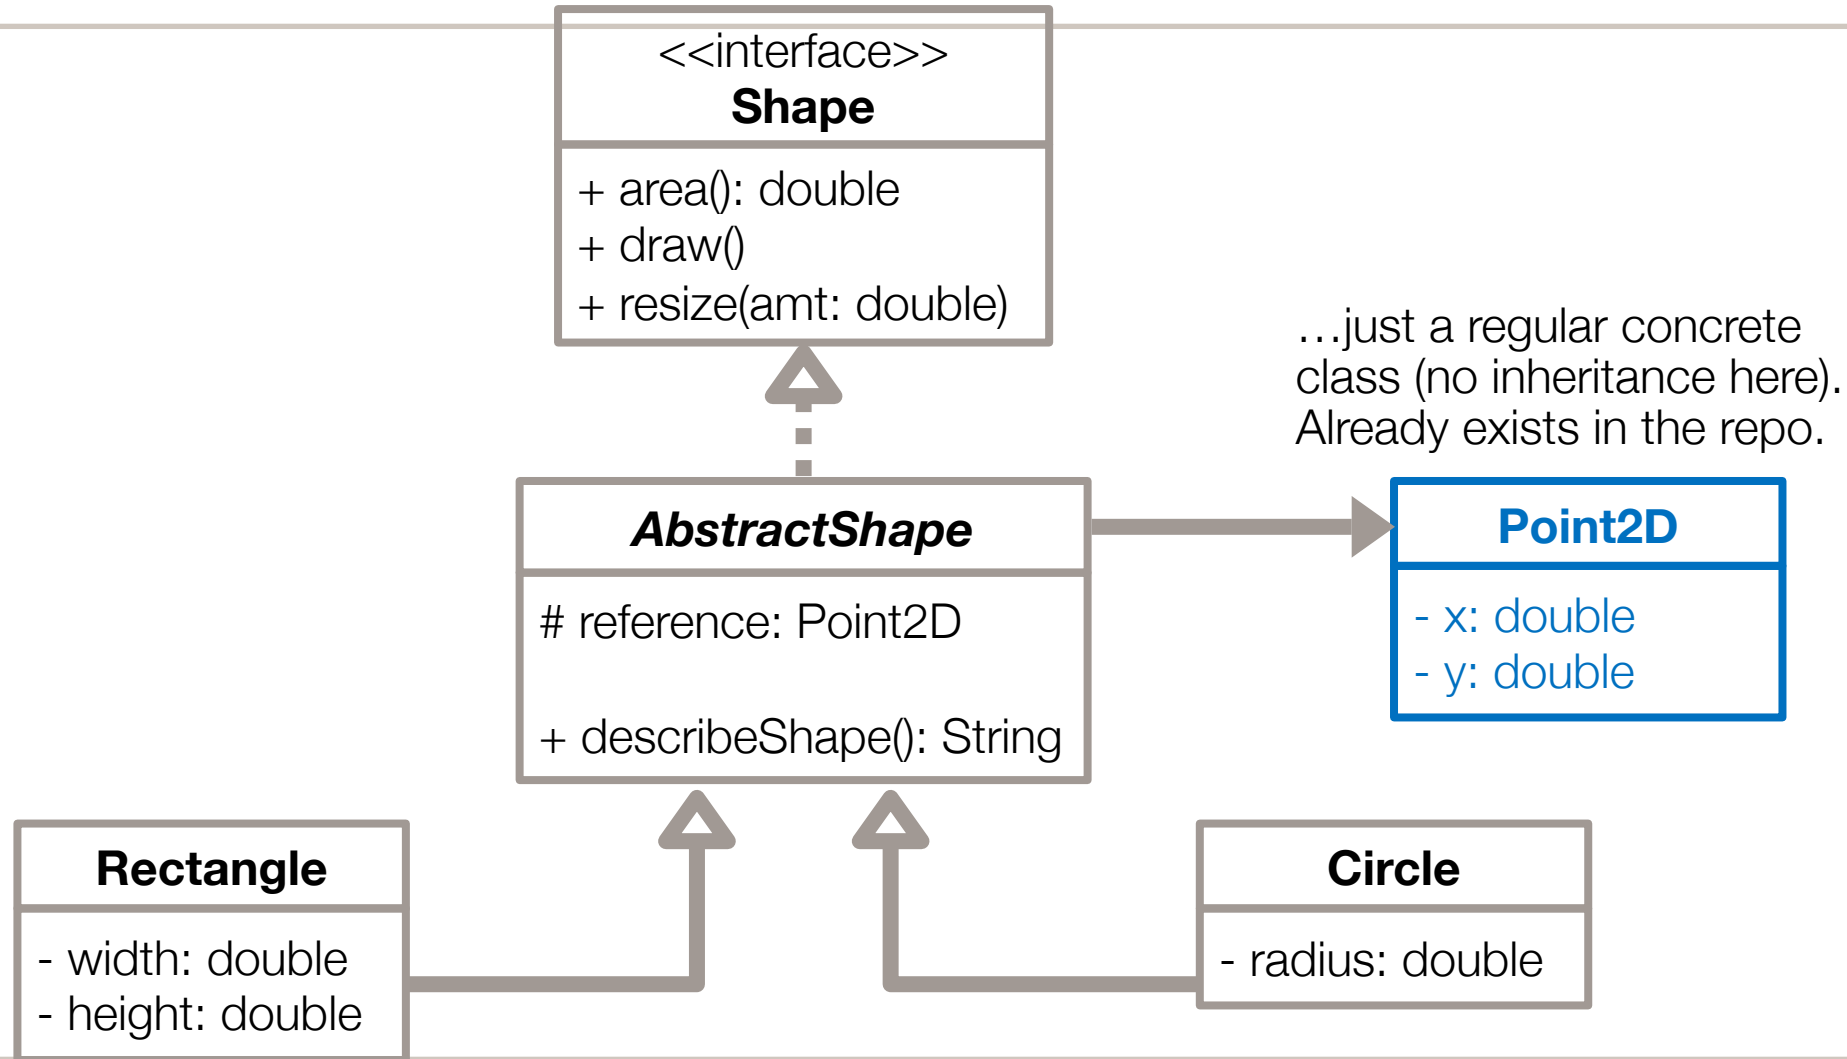 <<interface>>
Shape
+ area(): double
+ draw()
+ resize(amt: double)
…just a regular concrete
class (no inheritance here).
Already exists in the repo.
AbstractShape
# reference: Point2D
+ describeShape(): String
Point2D
- x: double
- y: double
Rectangle
- width: double
- height: double
Circle
- radius: double